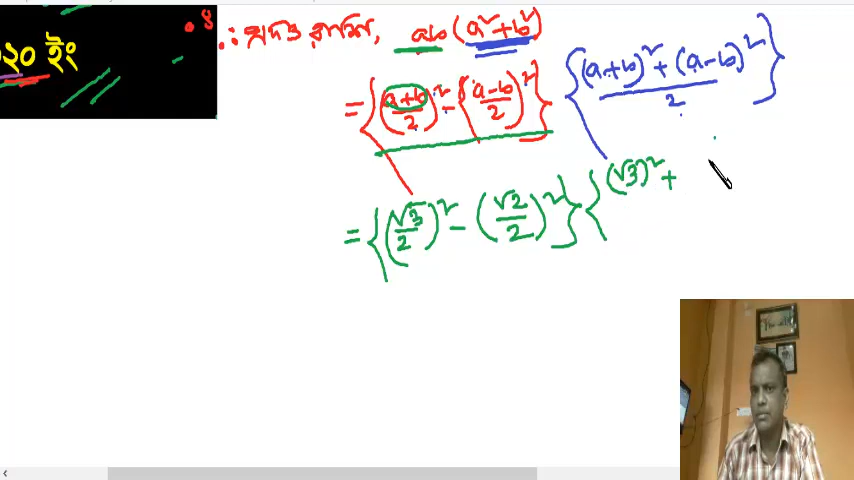 ∴ প্রদত্ত রাশি, ab (a²+b²)
২০ ইং
= {((a+b)/2)² - ((a-b)/2)²} {((a+b)² + (a-b)²)/2}
= {(√3/2)² - (√2/2)²} {(√3)² +